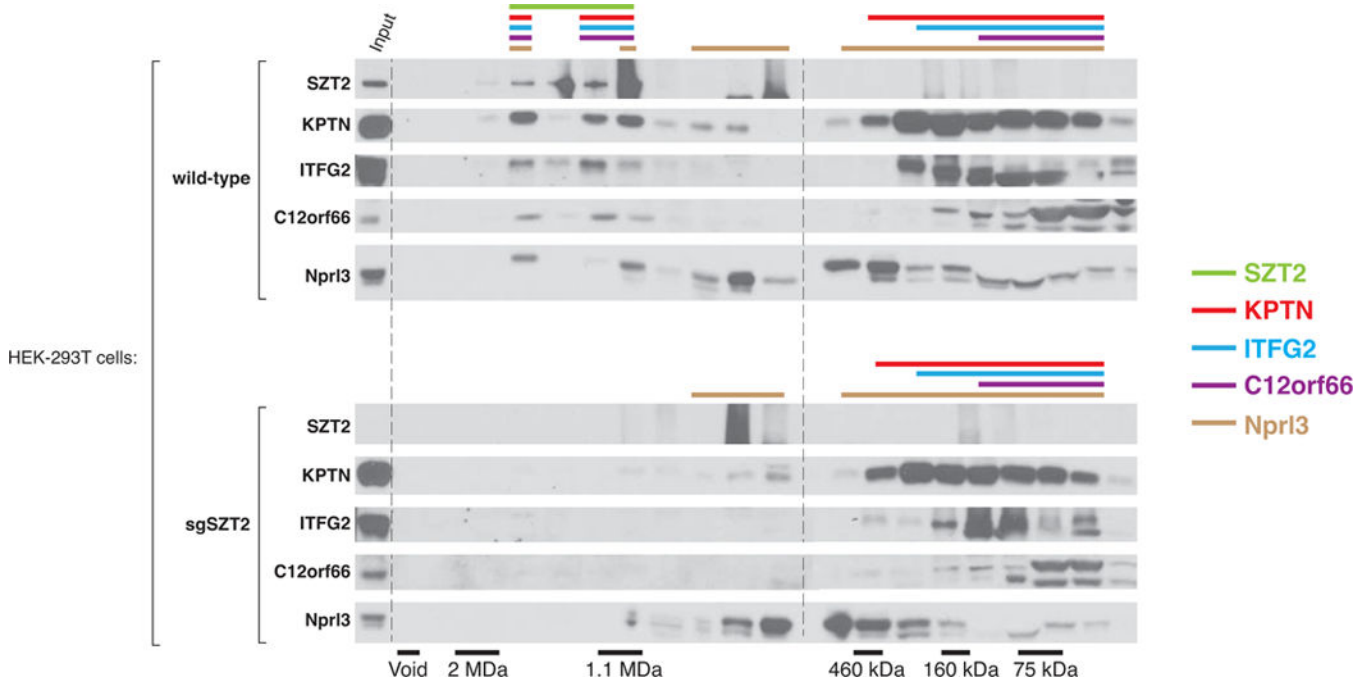 Input
SZT2
KPTN
wild-type
ITFG2
C12orf66
Nprl3
SZT2
KPTN
ITFG2
C12orf66
Nprl3
HEK-293T cells:
SZT2
KPTN
sgSZT2
ITFG2
C12orf66
Nprl3
Void 2 MDa 1.1 MDa 460 kDa 160 kDa 75 kDa